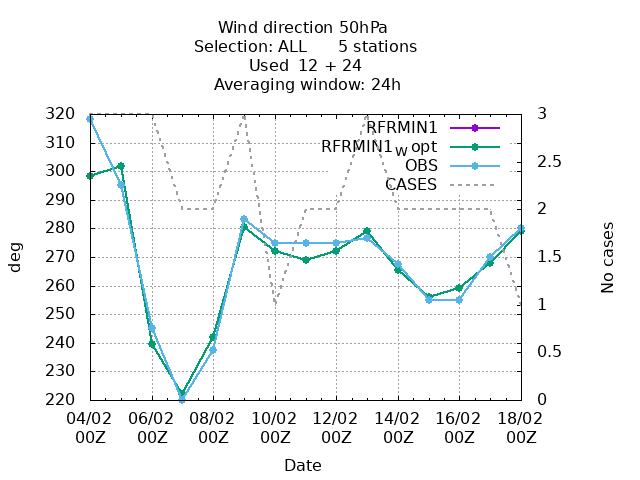 Wind direction 50hPa
Selection: ALL      5 stations
Used  12 + 24
Averaging window: 24h
320
310
300
290
280
270
260
250
240
230
220
deg
3
2.5
2
1.5
1
0.5
0
No cases
RFRMIN1
RFRMIN1w opt
OBS
CASES
04/02 06/02 08/02 10/02 12/02 14/02 16/02 18/02
00Z 00Z 00Z 00Z 00Z 00Z 00Z 00Z
Date